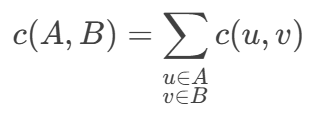 c(A, B) = ∑ c(u, v)
u∈A
v∈B